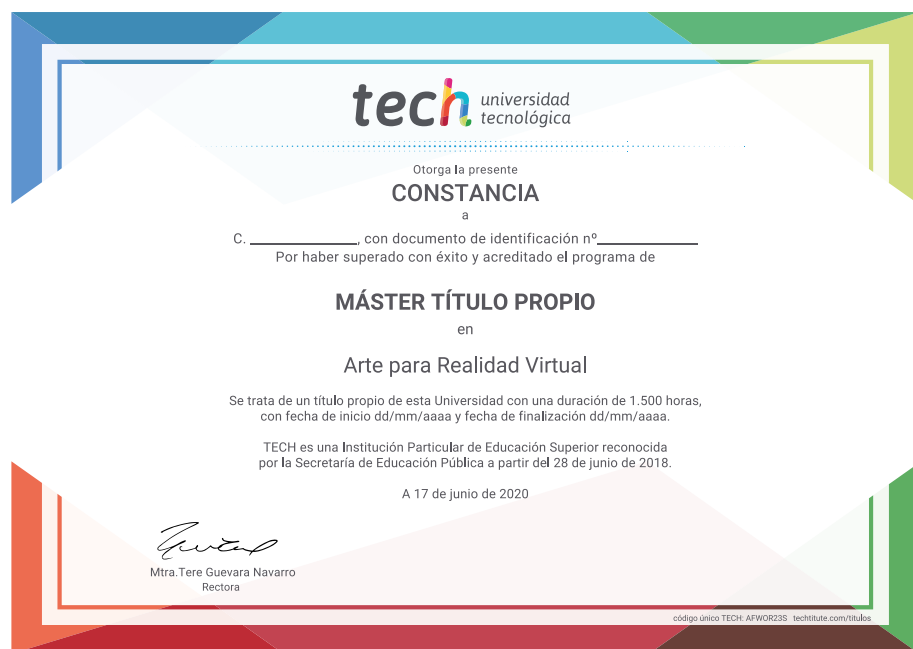 tech universidad
tecnológica
Otorga la presente
CONSTANCIA
a
C. ______________, con documento de identificación nº______________
Por haber superado con éxito y acreditado el programa de
MÁSTER TÍTULO PROPIO
en
Arte para Realidad Virtual
Se trata de un título propio de esta Universidad con una duración de 1.500 horas,
con fecha de inicio dd/mm/aaaa y fecha de finalización dd/mm/aaaa.
TECH es una Institución Particular de Educación Superior reconocida
por la Secretaría de Educación Pública a partir del 28 de junio de 2018.
A 17 de junio de 2020
Mtra.Tere Guevara Navarro
Rectora
código único TECH: AFWOR23S techtitute.com/titulos